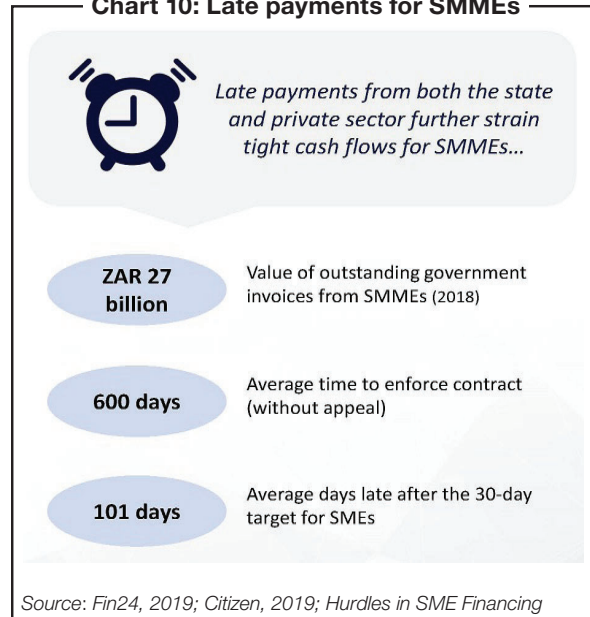 Chart 10: Late payments for SMMEs
Late payments from both the state
and private sector further strain
tight cash flows for SMMEs...
ZAR 27
billion
Value of outstanding government
invoices from SMMEs (2018)
600 days
Average time to enforce contract
(without appeal)
101 days
Average days late after the 30-day
target for SMEs
Source: Fin24, 2019; Citizen, 2019; Hurdles in SME Financing